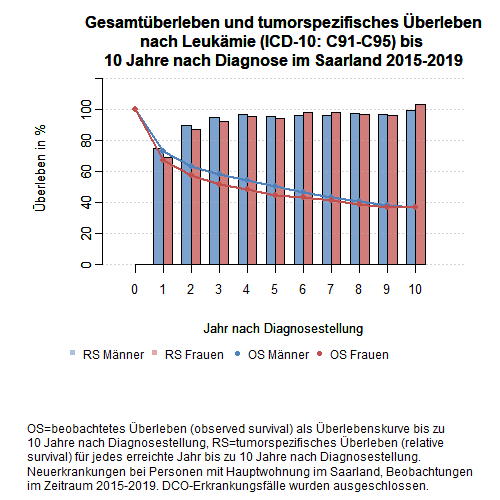 Gesamtüberleben und tumorspezifisches Überleben
nach Leukämie (ICD-10: C91-C95) bis
10 Jahre nach Diagnose im Saarland 2015-2019
Überleben in %
100
80
60
40
20
0
0 1 2 3 4 5 6 7 8 9 10
Jahr nach Diagnosestellung
RS Männer RS Frauen OS Männer OS Frauen
OS=beobachtetes Überleben (observed survival) als Überlebenskurve bis zu
10 Jahre nach Diagnosestellung, RS=tumorspezifisches Überleben (relative
survival) für jedes erreichte Jahr bis zu 10 Jahre nach Diagnosestellung.
Neuerkrankungen bei Personen mit Hauptwohnung im Saarland, Beobachtungen
im Zeitraum 2015-2019. DCO-Erkrankungsfälle wurden ausgeschlossen.